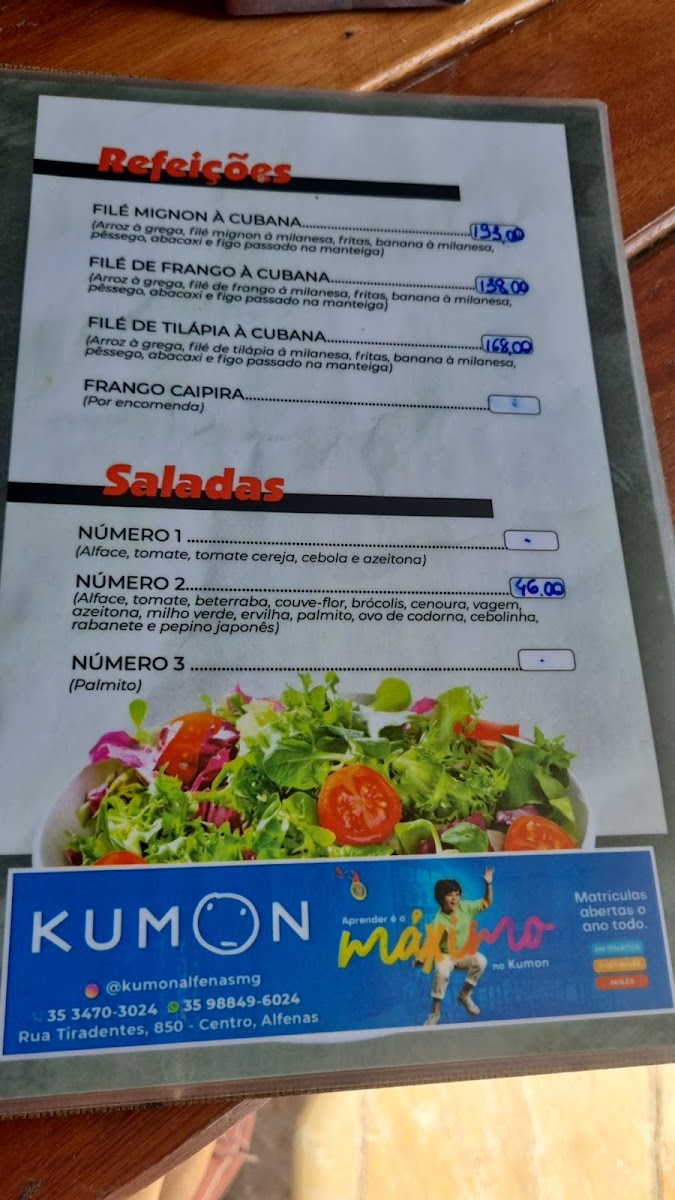 Refeições
FILÉ MIGNON À CUBANA........................................ 193,00
(Arroz à grega, filé mignon á milanesa, fritas, banana à milanesa,
pêssego, abacaxi e figo passado na manteiga)
FILÉ DE FRANGO À CUBANA........................................ 138,00
(Arroz à grega, filé de frango á milanesa, fritas, banana à milanesa,
pêssego, abacaxi e figo passado na manteiga)
FILÉ DE TILÁPIA À CUBANA........................................ 168,00
(Arroz à grega, filé de tilápia á milanesa, fritas, banana à milanesa,
pêssego, abacaxi e figo passado na manteiga)
FRANGO CAIPIRA........................................ -
(Por encomenda)
Saladas
NÚMERO 1 ........................................ -
(Alface, tomate, tomate cereja, cebola e azeitona)
NÚMERO 2........................................ 46,00
(Alface, tomate, beterraba, couve-flor, brócolis, cenoura, vagem,
azeitona, milho verde, ervilha, palmito, ovo de codorna, cebolinha,
rabanete e pepino japonês)
NÚMERO 3 ........................................ -
(Palmito)
KUMON
@kumonalfenasmg
35 3470-3024 35 98849-6024
Rua Tiradentes, 850 - Centro, Alfenas
Aprender é o
máximo
no Kumon
Matrículas
abertas o
ano todo.
MATEMÁTICA
PORTUGUÊS
INGLÊS